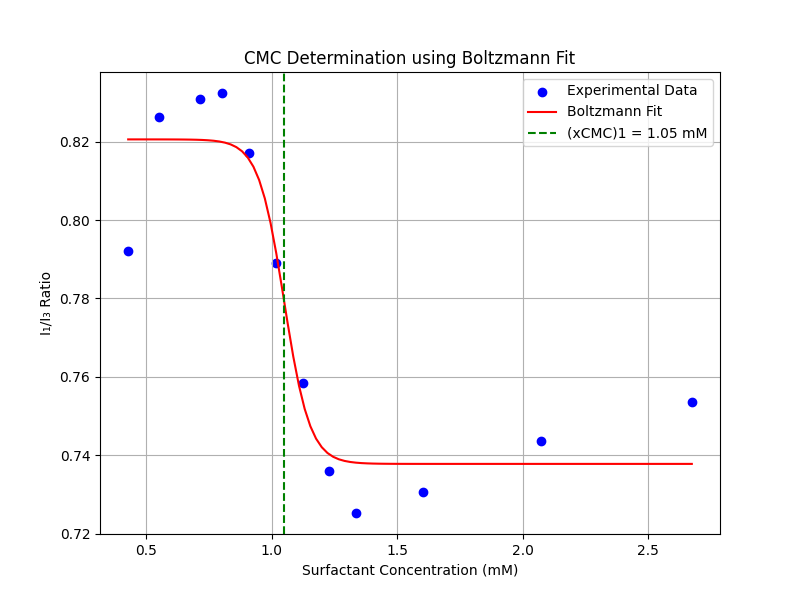 CMC Determination using Boltzmann Fit
Experimental Data
Boltzmann Fit
(xCMC)1 = 1.05 mM
I₁/I₃ Ratio
0.82
0.80
0.78
0.76
0.74
0.72
0.5
1.0
1.5
2.0
2.5
Surfactant Concentration (mM)